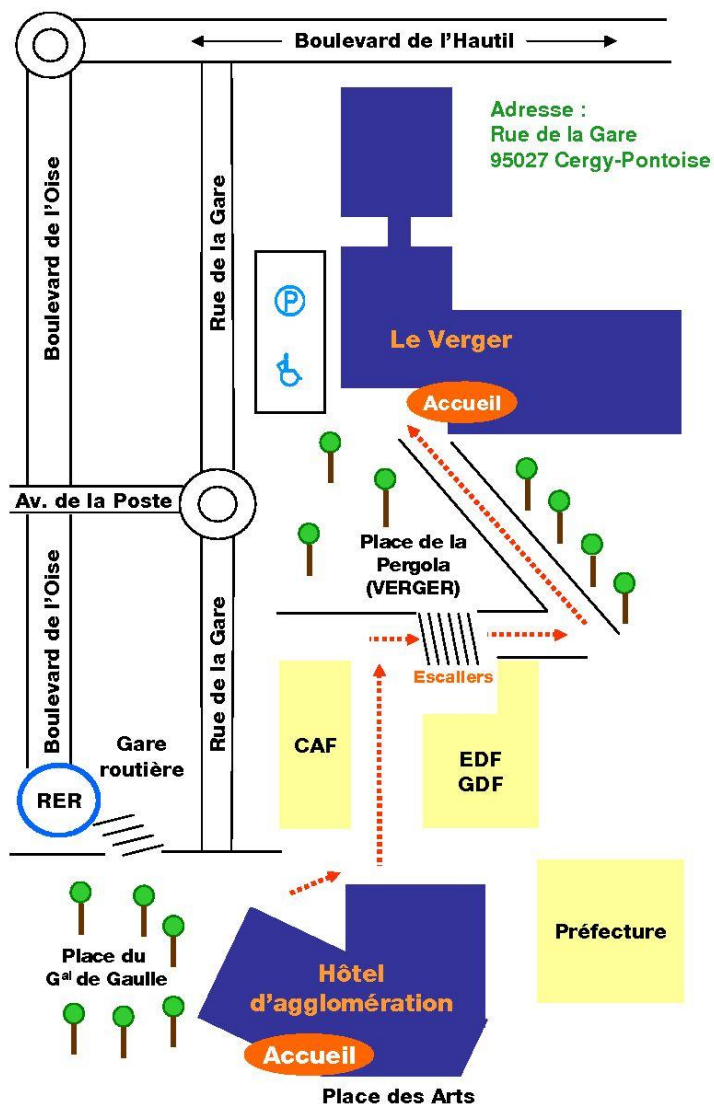 Boulevard de l'Hautil
Adresse :
Rue de la Gare
95027 Cergy-Pontoise
Boulevard de l'Oise
Rue de la Gare
P
Le Verger
Accueil
Av. de la Poste
Place de la
Pergola
(VERGER)
Boulevard de l'Oise
Rue de la Gare
Escallers
Gare
routière
CAF
EDF
GDF
RER
Préfecture
Place du
Gal de Gaulle
Hôtel
d'agglomération
Accueil
Place des Arts